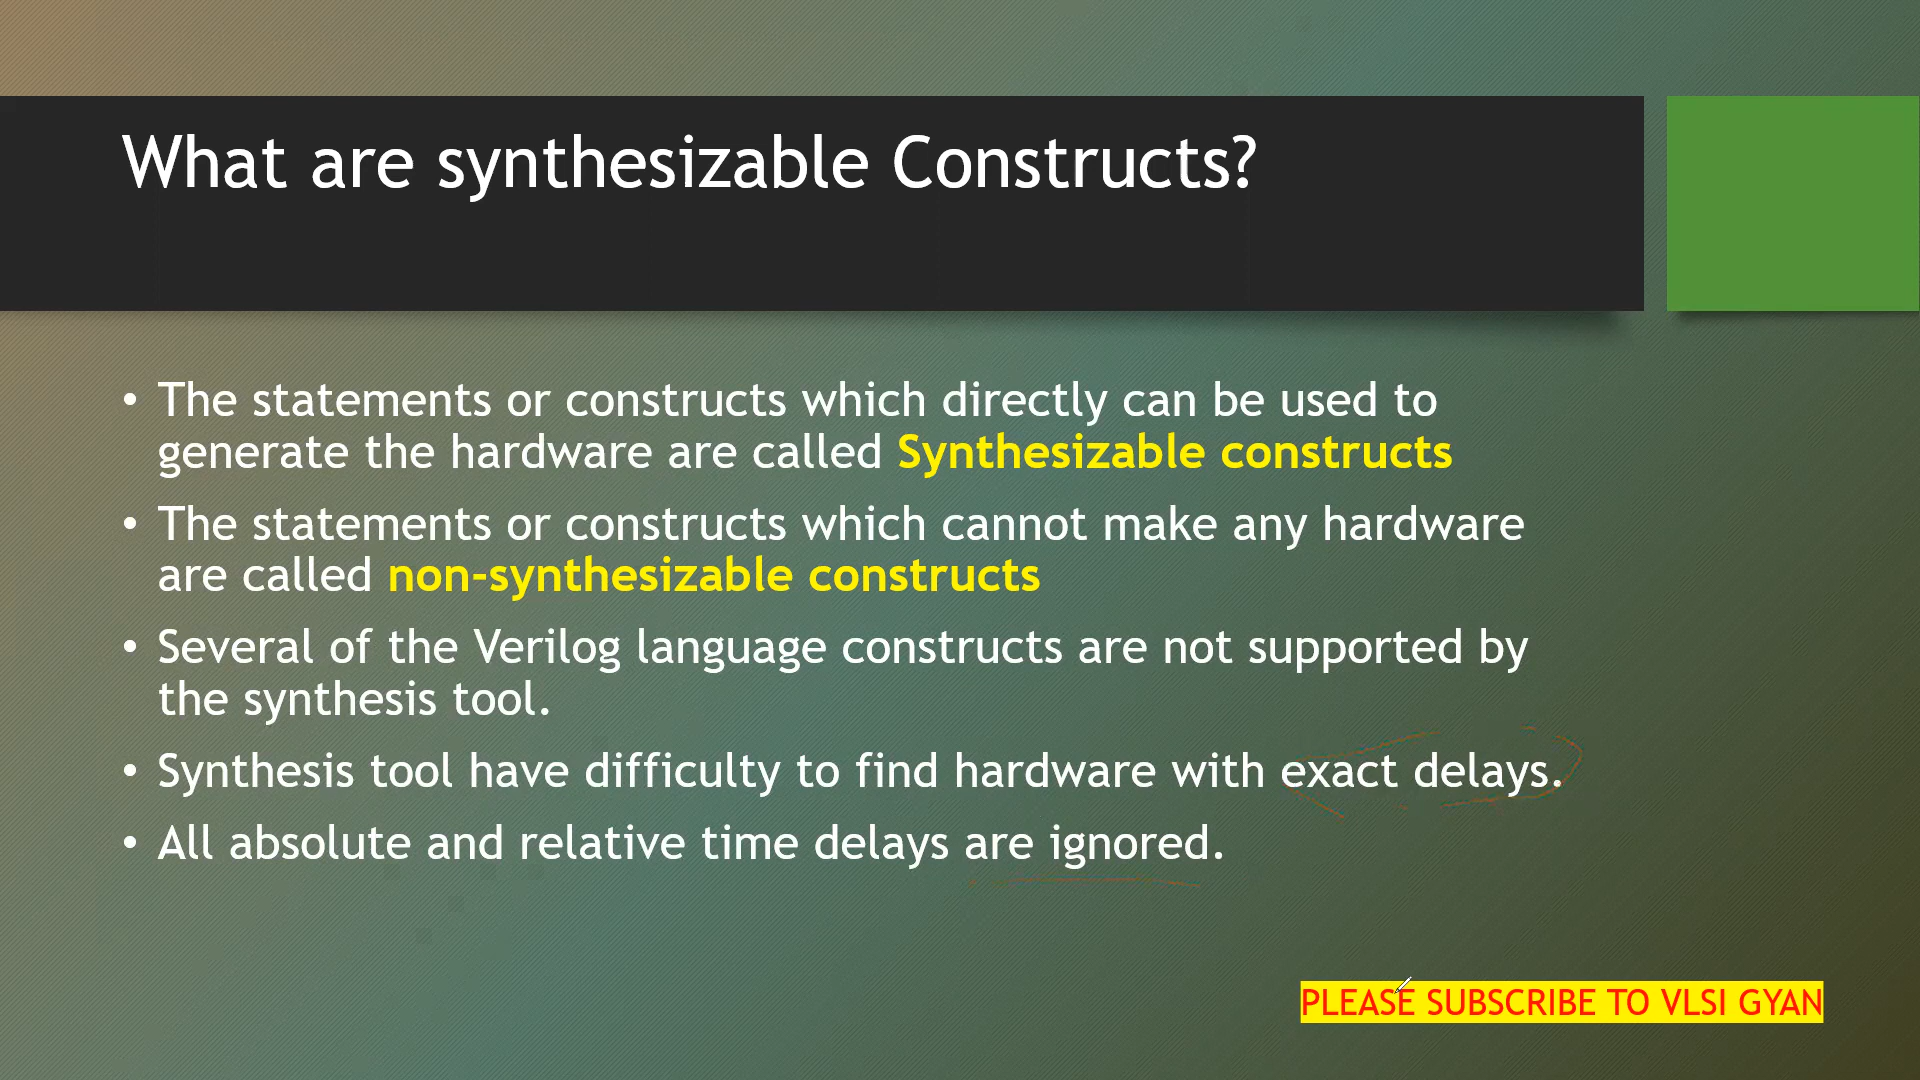 What are synthesizable Constructs?
• The statements or constructs which directly can be used to
generate the hardware are called Synthesizable constructs
• The statements or constructs which cannot make any hardware
are called non-synthesizable constructs
• Several of the Verilog language constructs are not supported by
the synthesis tool.
• Synthesis tool have difficulty to find hardware with exact delays.
• All absolute and relative time delays are ignored.
PLEASE SUBSCRIBE TO VLSI GYAN